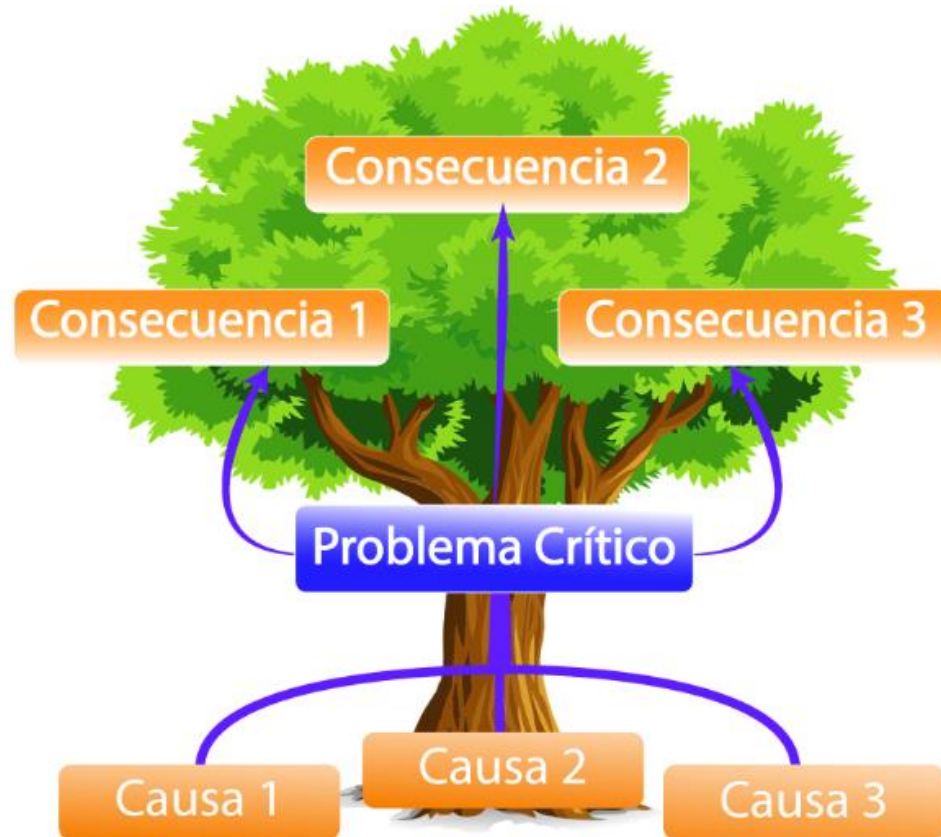 Consecuencia 2
Consecuencia 1
Consecuencia 3
Problema Crítico
Causa 1
Causa 2
Causa 3